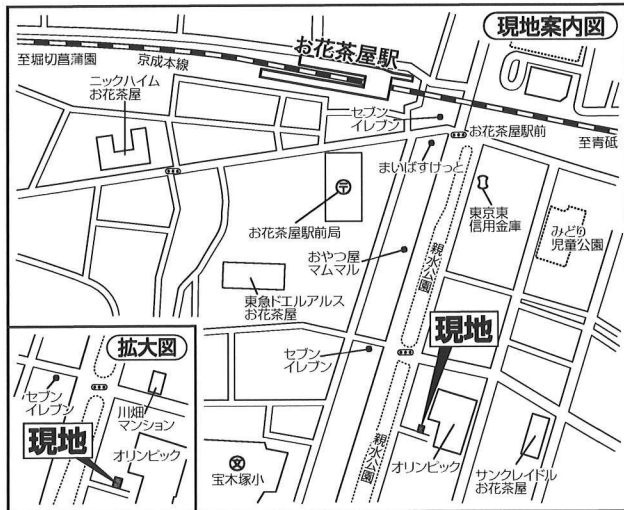 現地案内図
お花茶屋駅
至堀切菖蒲園
京成本線
ニックハイム
お花茶屋
セブン
イレブン
お花茶屋駅前
至青砥
まいばすけっと
お花茶屋駅前局
東京東
信用金庫
みどり
児童公園
親水公園
おやつ屋
マムマル
東急ドエルアルス
お花茶屋
現地
セブン
イレブン
親水公園
オリンピック
サンクレイドル
お花茶屋
宝木塚小
拡大図
セブン
イレブン
川畑
マンション
現地
オリンピック